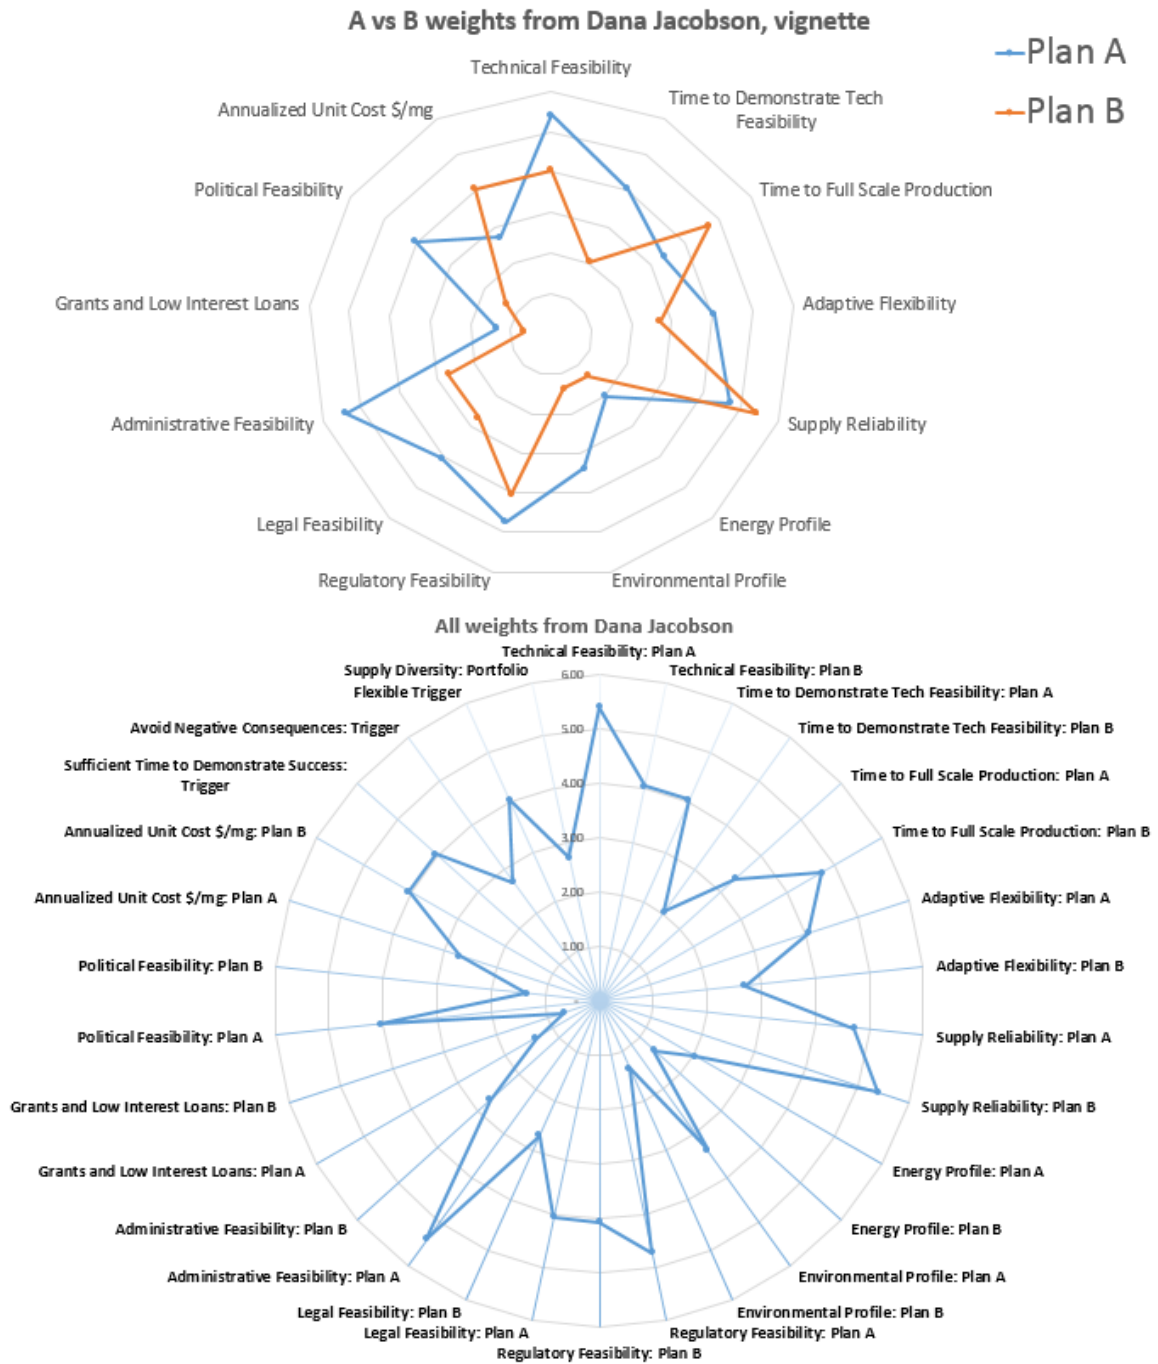 A vs B weights from Dana Jacobson, vignette
Plan A
Plan B
Technical Feasibility
Time to Demonstrate Tech
Feasibility
Time to Full Scale Production
Adaptive Flexibility
Supply Reliability
Energy Profile
Environmental Profile
Regulatory Feasibility
Legal Feasibility
Administrative Feasibility
Grants and Low Interest Loans
Political Feasibility
Annualized Unit Cost $/mg
All weights from Dana Jacobson
Technical Feasibility: Plan A
Technical Feasibility: Plan B
Time to Demonstrate Tech Feasibility: Plan A
Time to Demonstrate Tech Feasibility: Plan B
Time to Full Scale Production: Plan A
Time to Full Scale Production: Plan B
Adaptive Flexibility: Plan A
Adaptive Flexibility: Plan B
Supply Reliability: Plan A
Supply Reliability: Plan B
Energy Profile: Plan A
Energy Profile: Plan B
Environmental Profile: Plan A
Environmental Profile: Plan B
Regulatory Feasibility: Plan A
Regulatory Feasibility: Plan B
Legal Feasibility: Plan A
Legal Feasibility: Plan B
Administrative Feasibility: Plan A
Administrative Feasibility: Plan B
Grants and Low Interest Loans: Plan A
Grants and Low Interest Loans: Plan B
Political Feasibility: Plan A
Political Feasibility: Plan B
Annualized Unit Cost $/mg: Plan A
Annualized Unit Cost $/mg: Plan B
Sufficient Time to Demonstrate Success:
Trigger
Avoid Negative Consequences: Trigger
Flexible Trigger
Supply Diversity: Portfolio
6.00
5.00
4.00
3.00
2.00
1.00
-